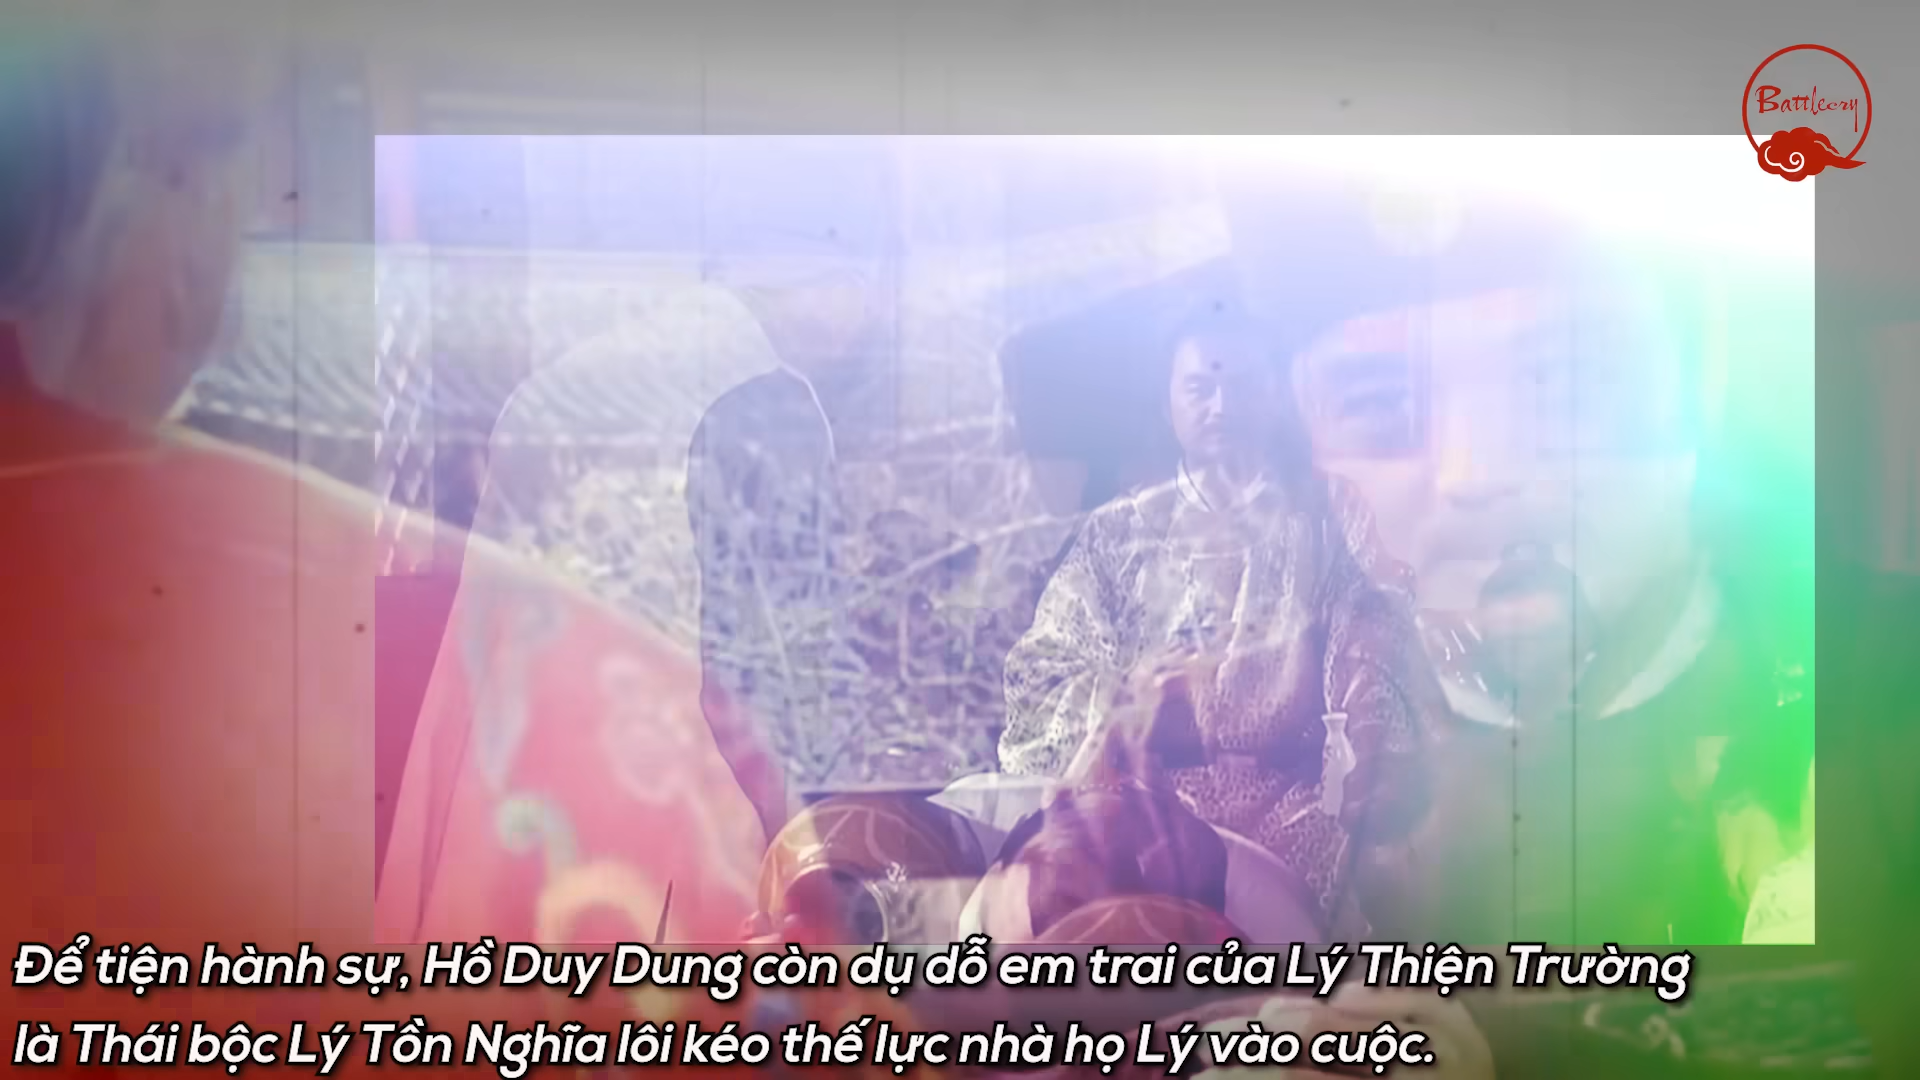 Battlecry
Để tiện hành sự, Hồ Duy Dung còn dụ dỗ em trai của Lý Thiện Trường
là Thái bộc Lý Tồn Nghĩa lôi kéo thế lực nhà họ Lý vào cuộc.